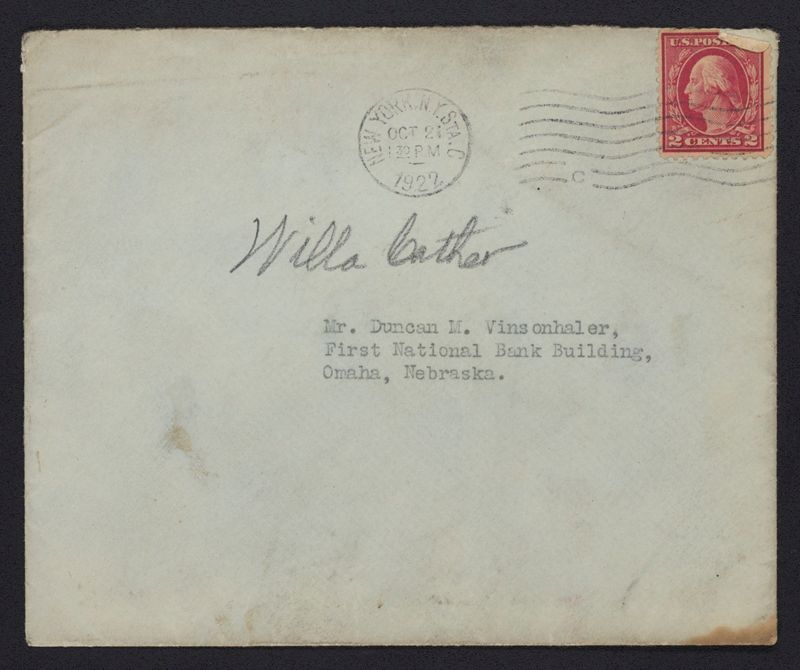 U.S. POS
2 CENTS 2
NEW YORK, N.Y. STA. C
OCT 21
1 30 PM
1922
C
Willa Cather
Mr. Duncan M. Vinsonhaler,
First National Bank Building,
Omaha, Nebraska.